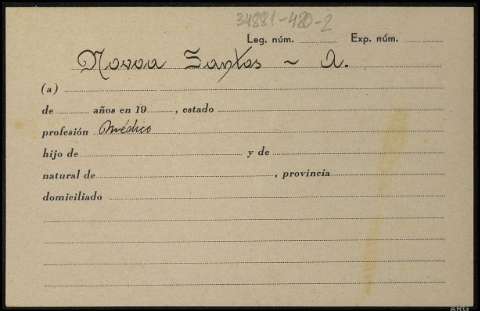 34881-480-2
Leg. núm. Exp. núm.
Novoa Santos - A.
(a)
de años en 19 , estado
profesión Médico
hijo de y de
natural de , provincia
domiciliado